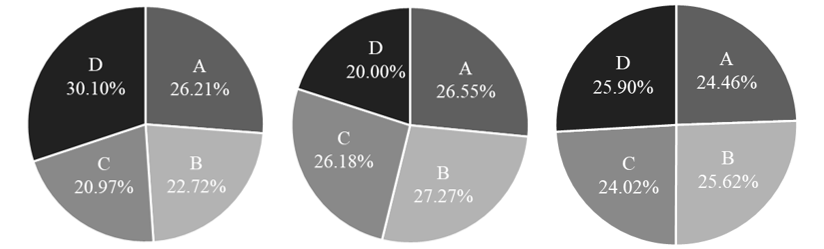 D
30.10%
A
26.21%
C
20.97%
B
22.72%
D
20.00%
A
26.55%
C
26.18%
B
27.27%
D
25.90%
A
24.46%
C
24.02%
B
25.62%